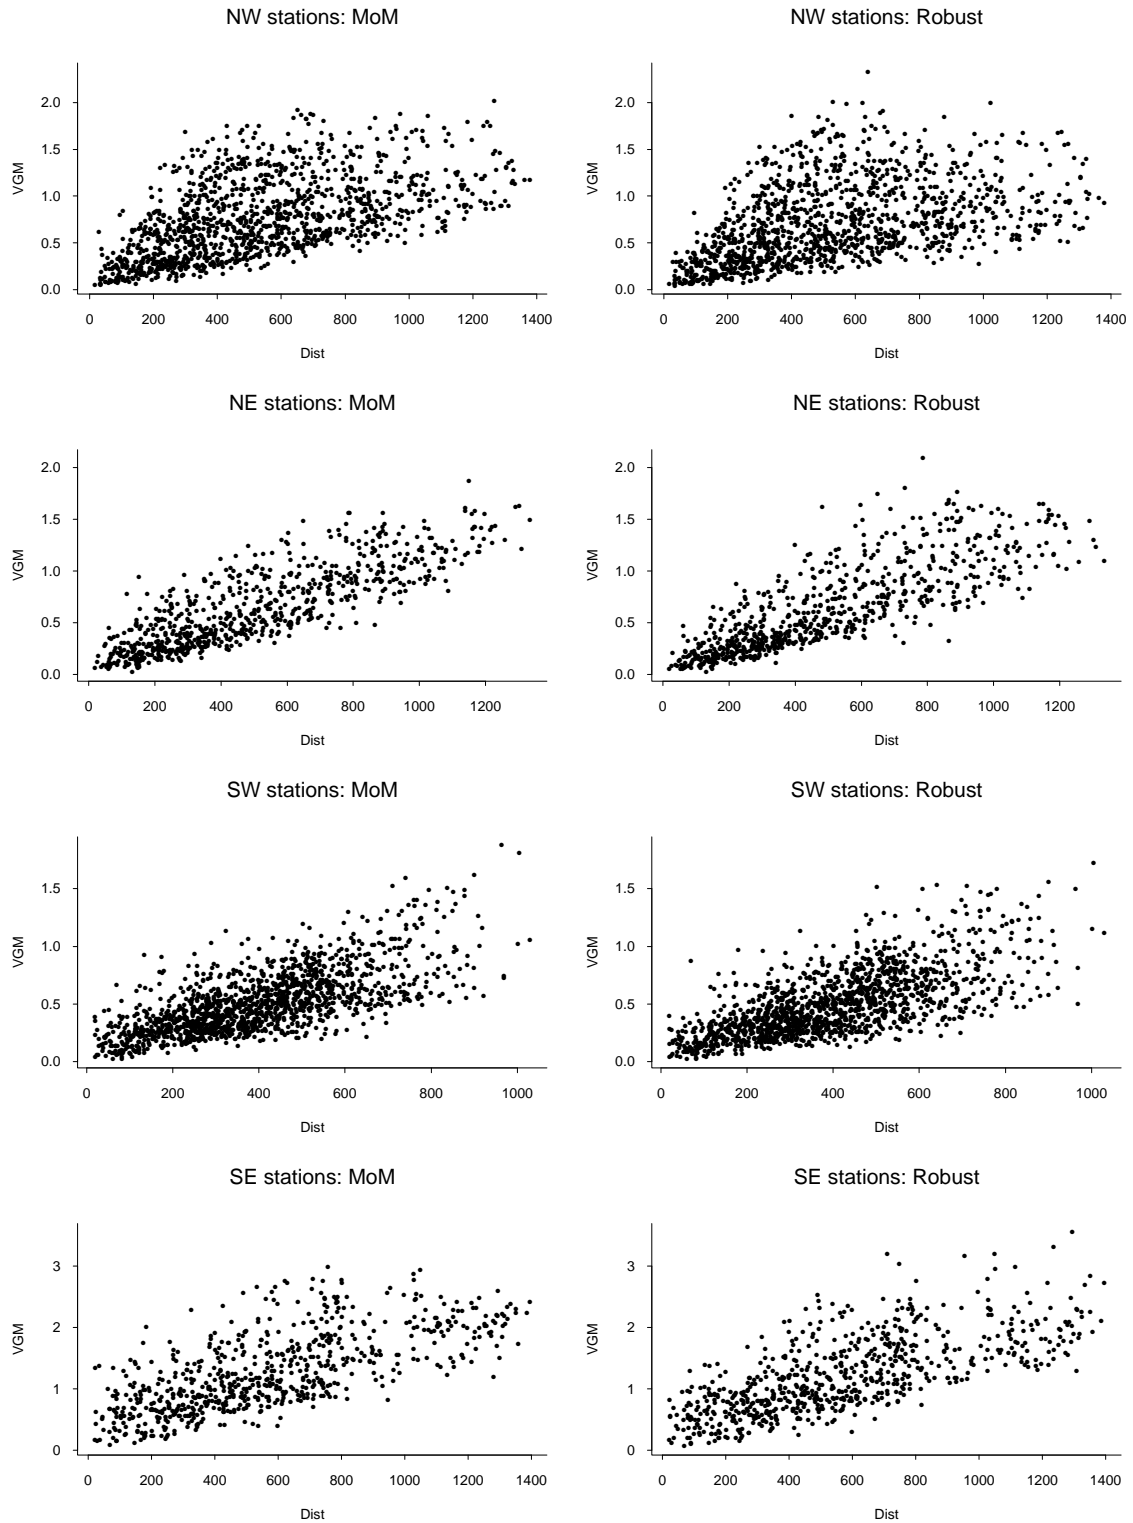 NW stations: MoM
VGM
2.0
1.5
1.0
0.5
0.0
0 200 400 600 800 1000 1200 1400
Dist
NW stations: Robust
VGM
2.0
1.5
1.0
0.5
0.0
0 200 400 600 800 1000 1200 1400
Dist
NE stations: MoM
VGM
2.0
1.5
1.0
0.5
0.0
0 200 400 600 800 1000 1200
Dist
NE stations: Robust
VGM
2.0
1.5
1.0
0.5
0.0
0 200 400 600 800 1000 1200
Dist
SW stations: MoM
VGM
1.5
1.0
0.5
0.0
0 200 400 600 800 1000
Dist
SW stations: Robust
VGM
1.5
1.0
0.5
0.0
0 200 400 600 800 1000
Dist
SE stations: MoM
VGM
3
2
1
0
0 200 400 600 800 1000 1200 1400
Dist
SE stations: Robust
VGM
3
2
1
0
0 200 400 600 800 1000 1200 1400
Dist